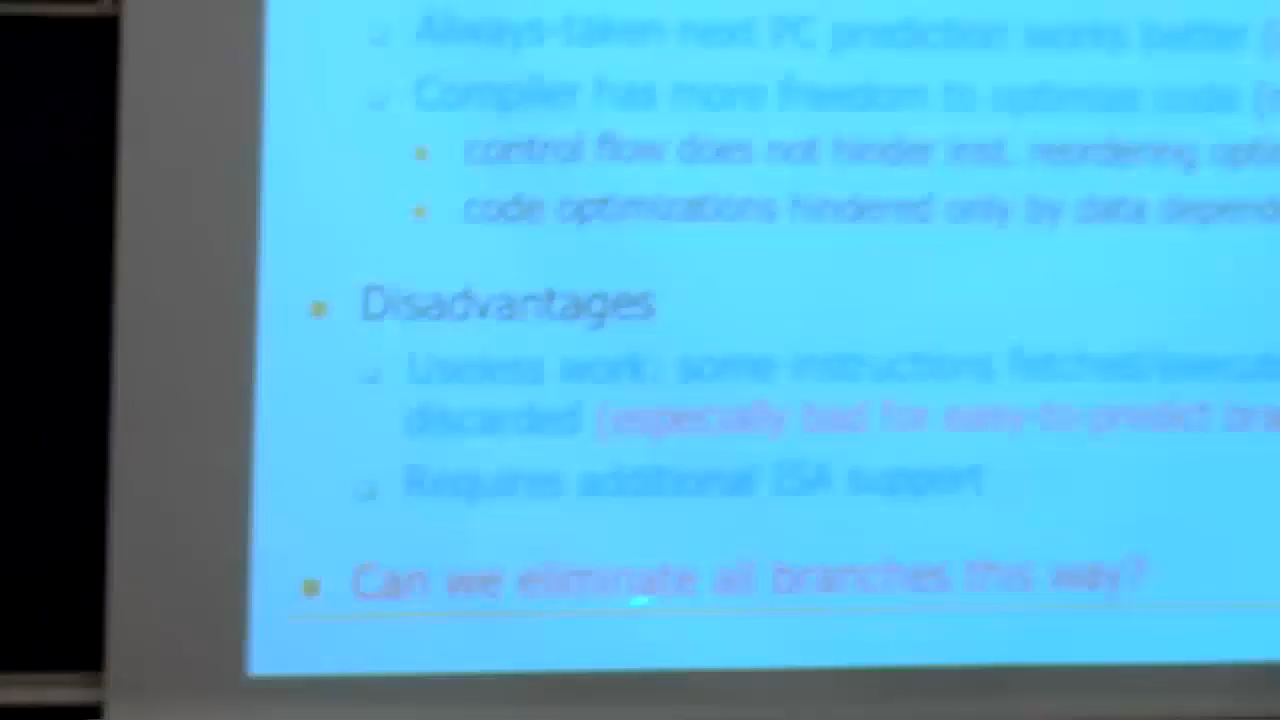 Always-taken next PC prediction works better (
Compiler has more freedom to optimize code (
control flow does not hinder inst. reordering opti
code optimizations hindered only by data depend
Disadvantages
Useless work: some instructions fetched/execut
discarded (especially bad for easy-to-predict bra
Requires additional ISA support
Can we eliminate all branches this way?